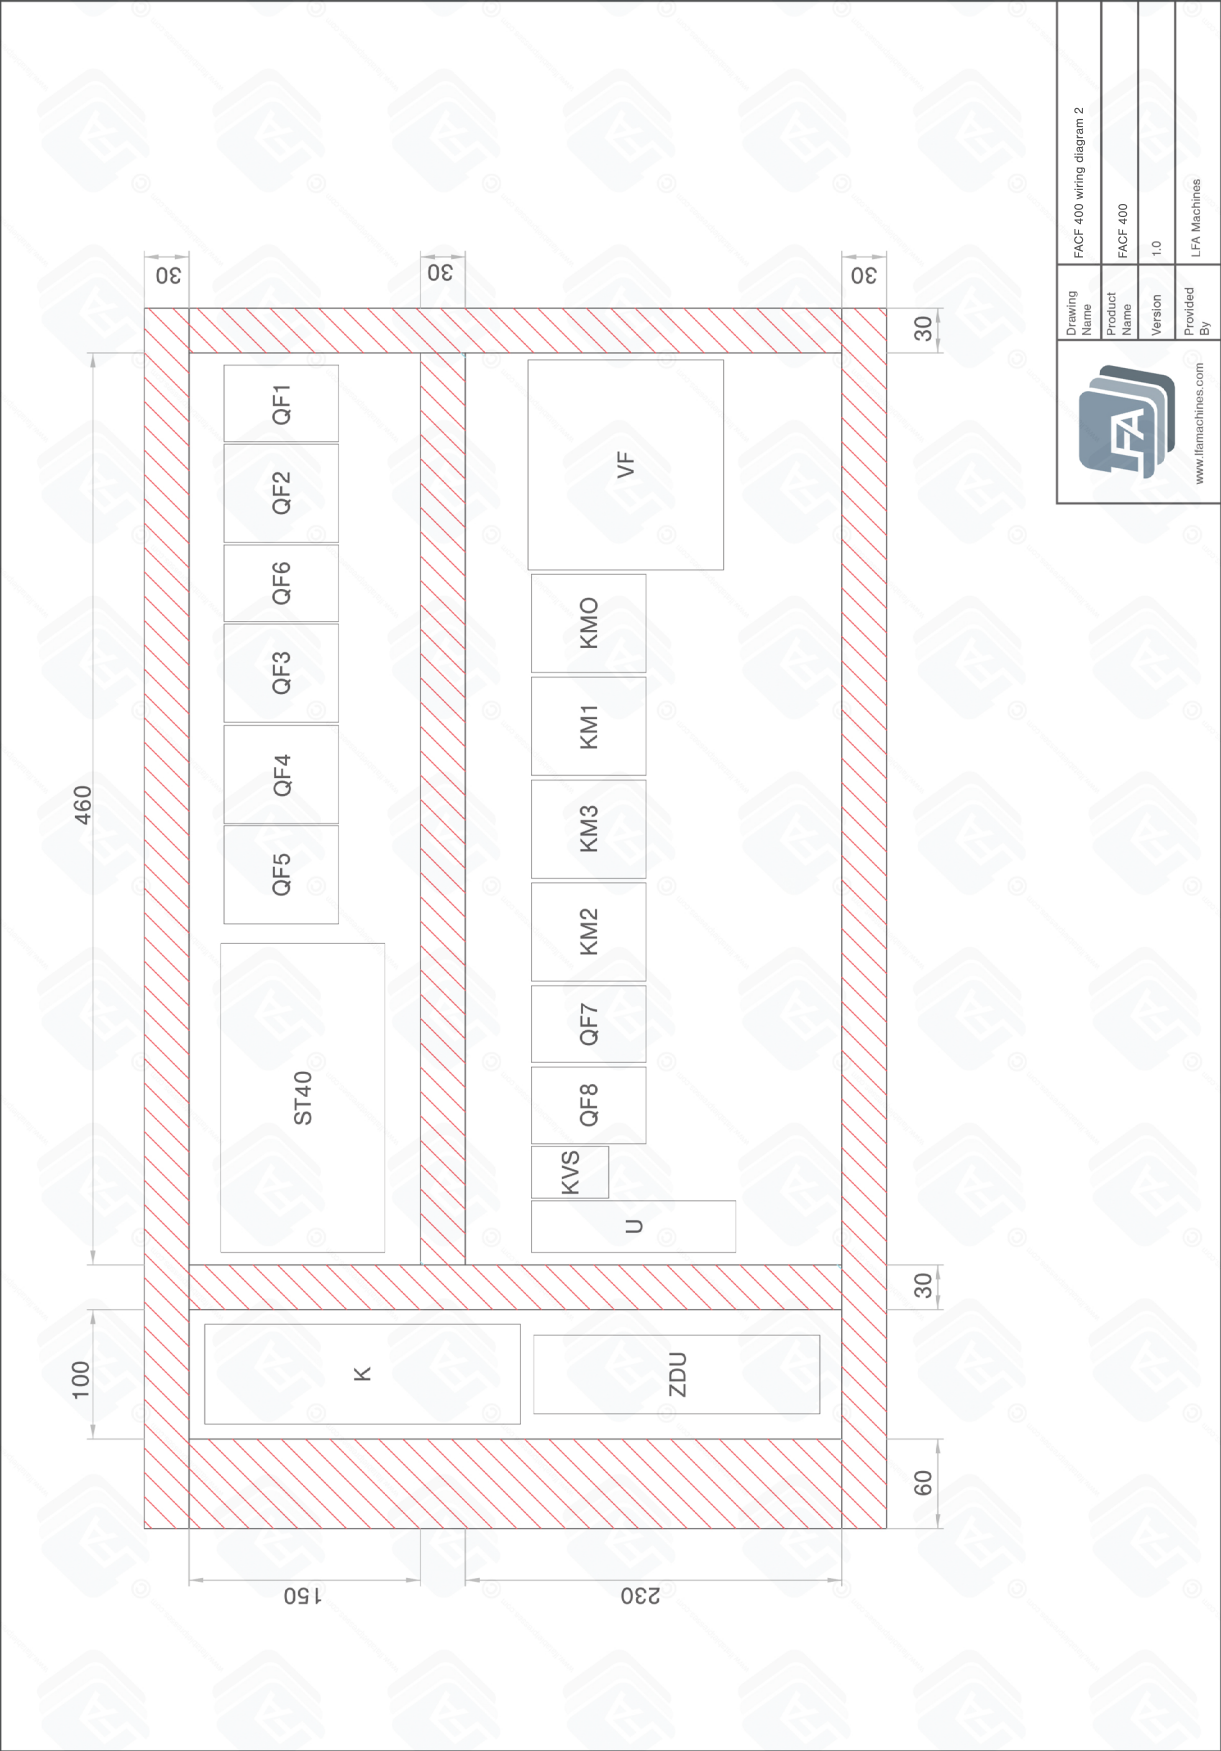 30
30
30
30
460
QF1
QF2
QF6
QF3
QF4
QF5
ST40
VF
KMO
KM1
KM3
KM2
QF7
QF8
KVS
U
30
100
K
ZDU
60
150
230
LFA
www.lfamachines.com
Drawing
Name
FACF 400 wiring diagram 2
Product
Name
FACF 400
Version
1.0
Provided
By
LFA Machines